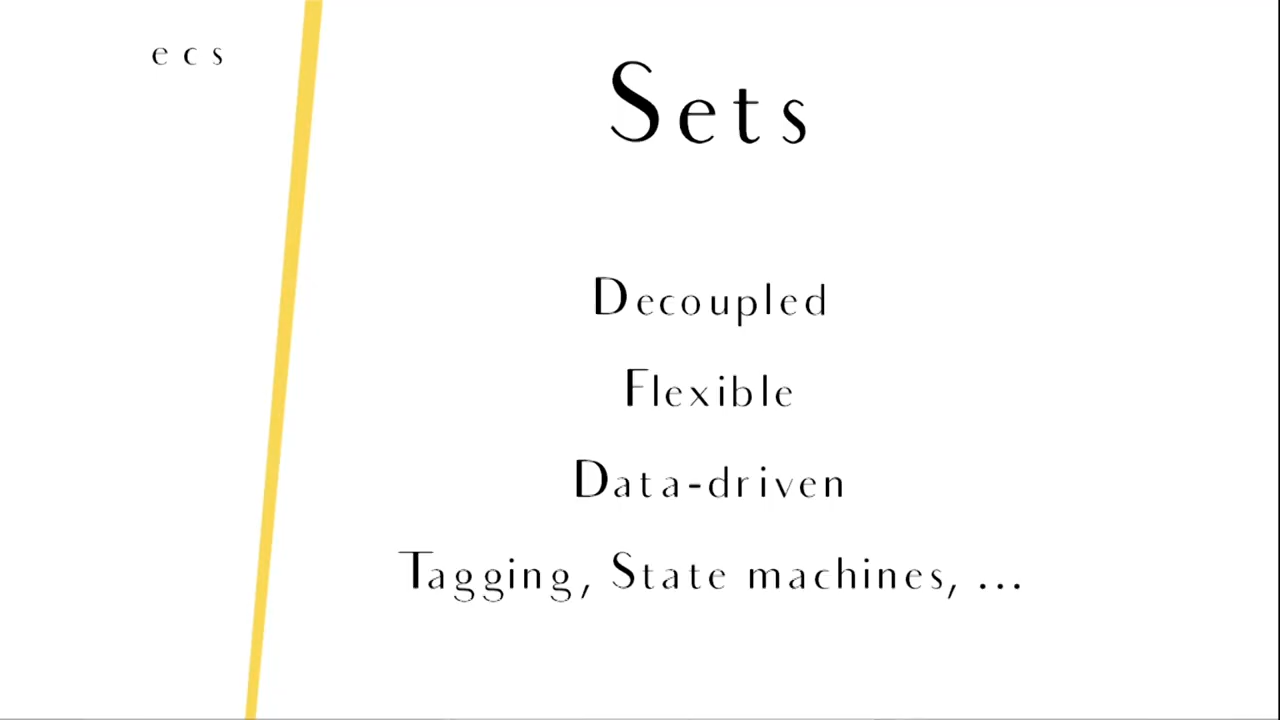 ecs
Sets
Decoupled
Flexible
Data-driven
Tagging, State machines, ...